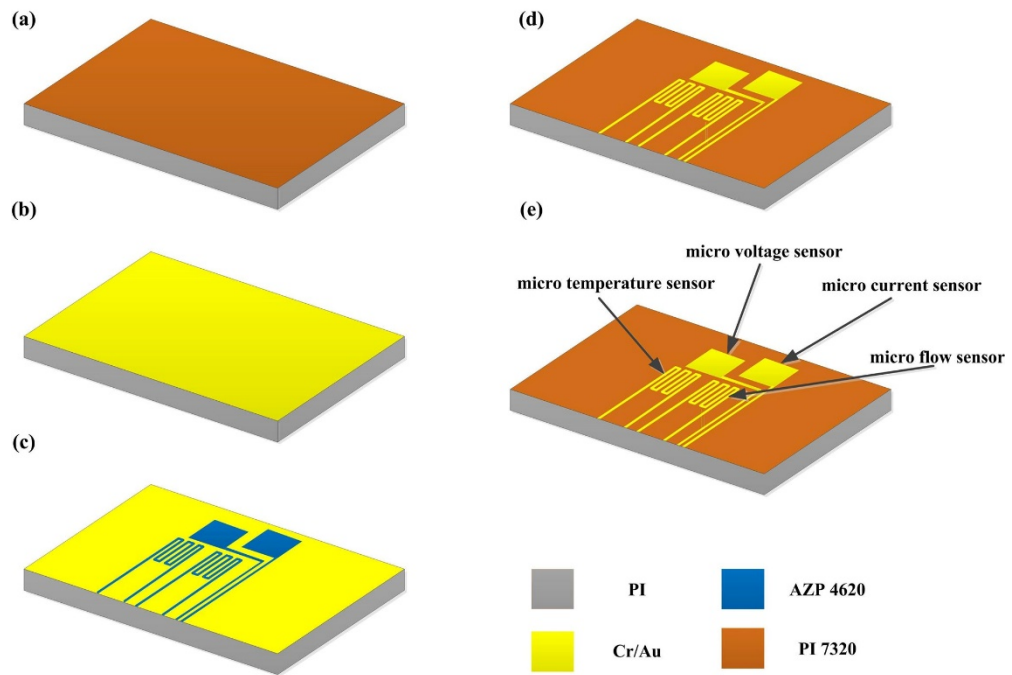 (a)
(b)
(c)
(d)
(e)
micro voltage sensor
micro temperature sensor
micro current sensor
micro flow sensor
PI
AZP 4620
Cr/Au
PI 7320